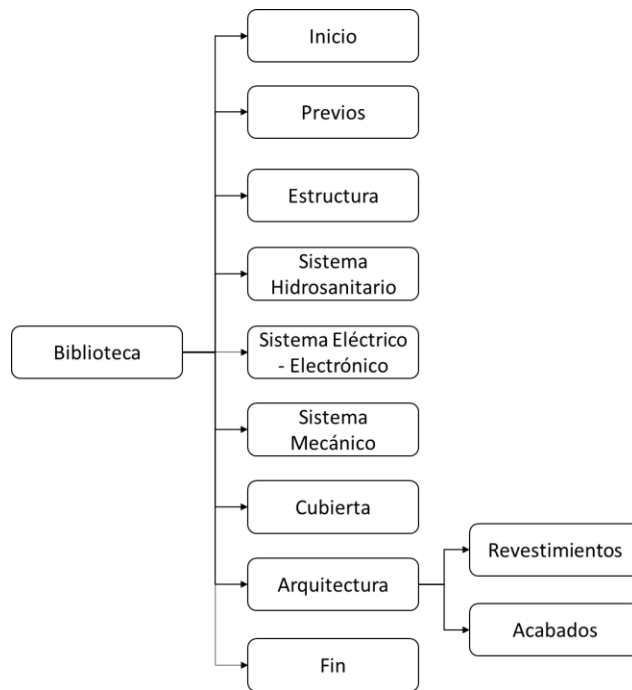 Inicio
Previos
Estructura
Sistema
Hidrosanitario
Biblioteca
Sistema Eléctrico
- Electrónico
Sistema
Mecánico
Cubierta
Arquitectura
Revestimientos
Acabados
Fin